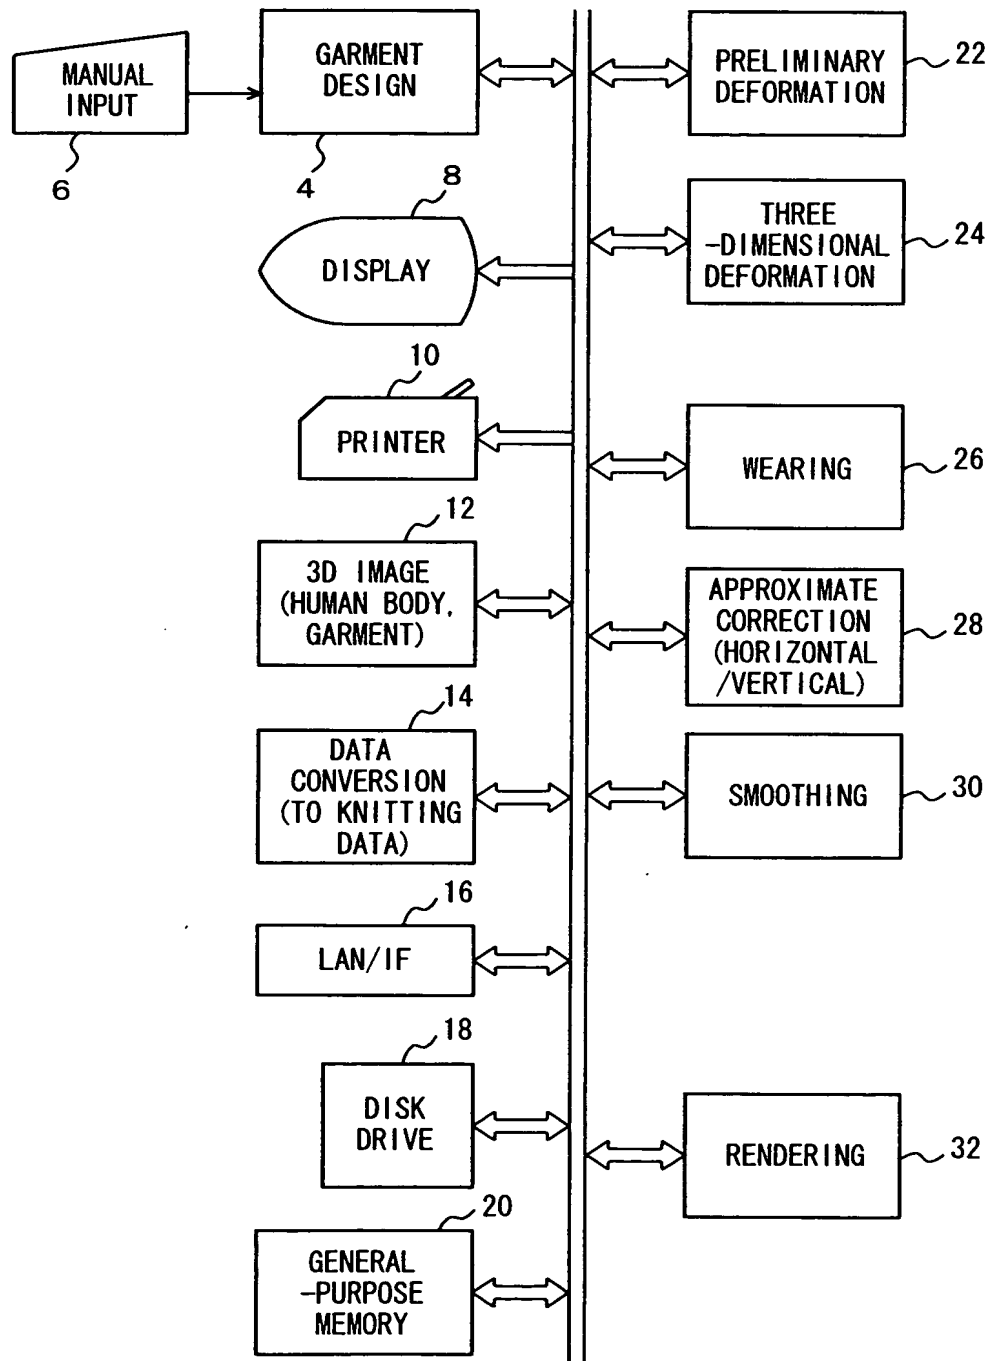 MANUAL
INPUT
6
GARMENT
DESIGN
4
8
DISPLAY
10
PRINTER
12
3D IMAGE
(HUMAN BODY,
GARMENT)
14
DATA
CONVERSION
(TO KNITTING
DATA)
16
LAN/IF
18
DISK
DRIVE
20
GENERAL
-PURPOSE
MEMORY
PRELIMINARY
DEFORMATION
22
THREE
-DIMENSIONAL
DEFORMATION
24
WEARING
26
APPROXIMATE
CORRECTION
(HORIZONTAL
/VERTICAL)
28
SMOOTHING
30
RENDERING
32